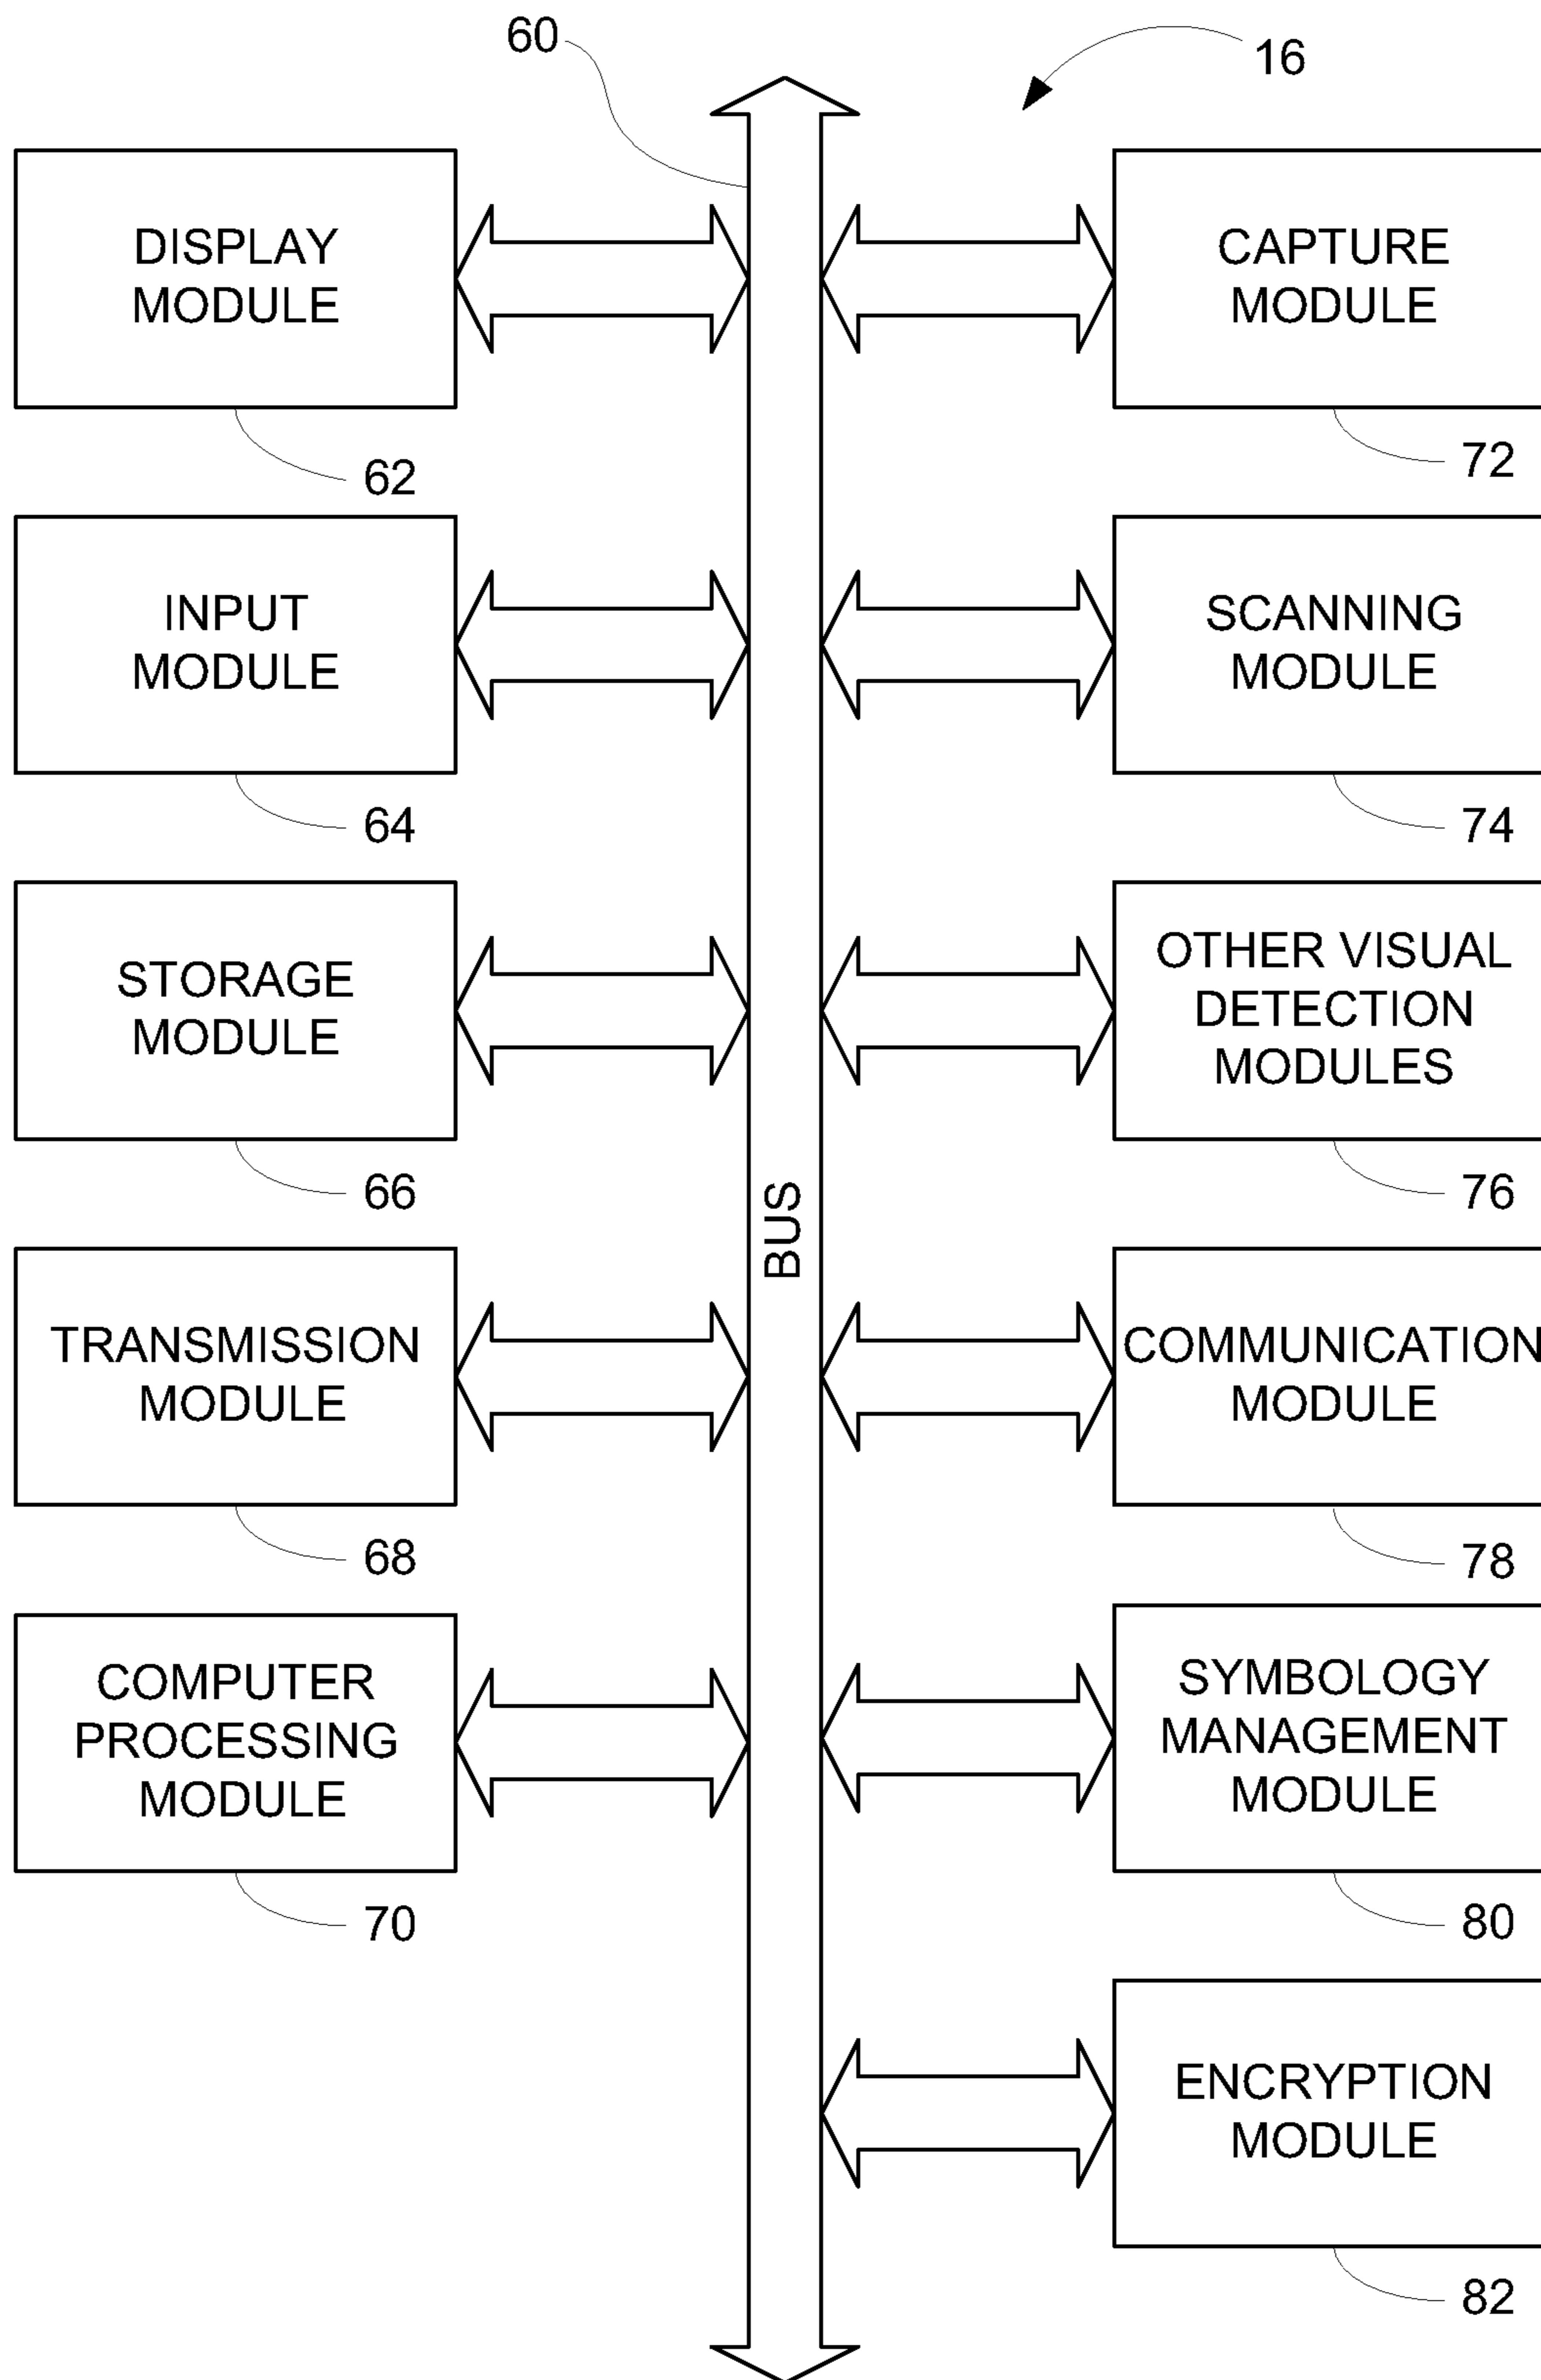 60
16
DISPLAY
MODULE
62
CAPTURE
MODULE
72
INPUT
MODULE
64
SCANNING
MODULE
74
STORAGE
MODULE
66
OTHER VISUAL
DETECTION
MODULES
76
BUS
TRANSMISSION
MODULE
68
COMMUNICATION
MODULE
78
COMPUTER
PROCESSING
MODULE
70
SYMBOLOGY
MANAGEMENT
MODULE
80
ENCRYPTION
MODULE
82